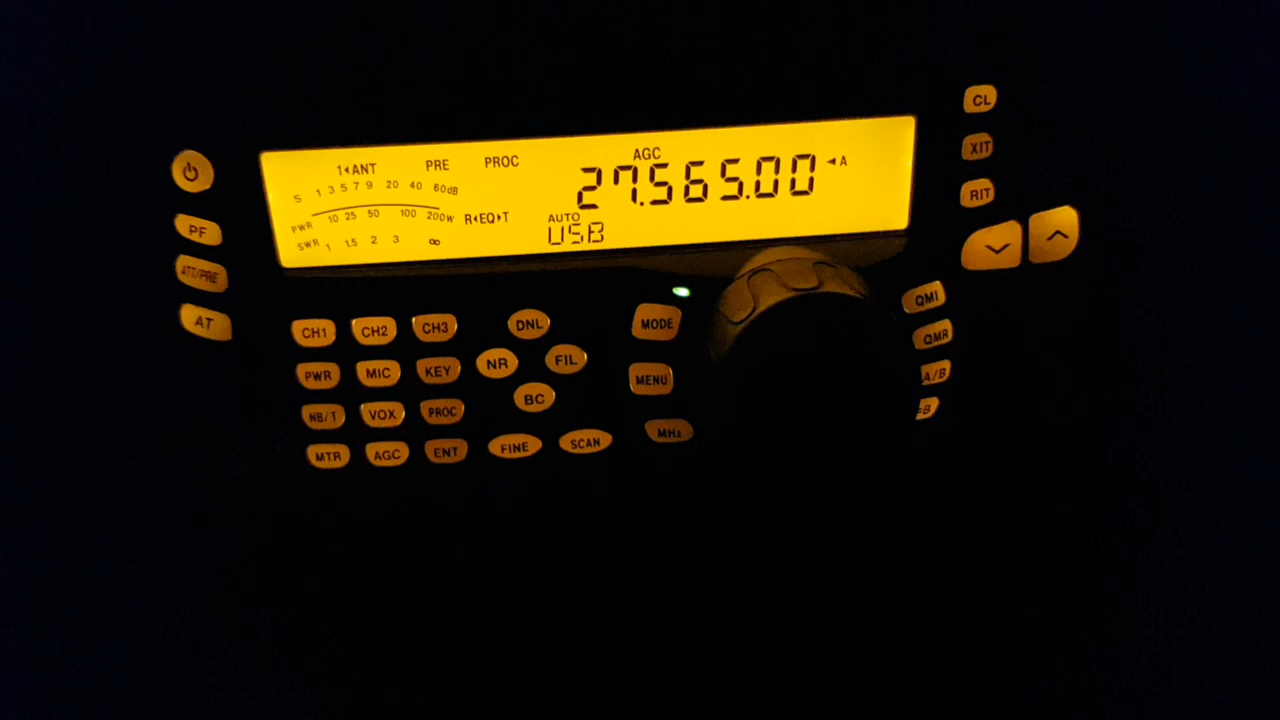 CL
1◂ANT PRE PROC AGC
27.565.00 ◂A
S 1 3 5 7 9 20 40 60dB
XIT
PWR 10 25 50 100 200W R◂EQ▸T
AUTO
USB
SWR 1 1.5 2 3 ∞
RIT
PF
ATT/PRE
AT
QMI
CH1 CH2 CH3 DNL MODE
QMR
PWR MIC KEY NR FIL MENU
A/B
NB/T VOX PROC BC
=B
MTR AGC ENT FINE SCAN MHz